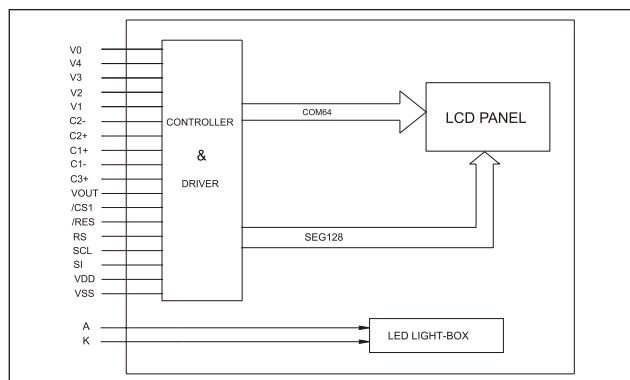 V0
V4
V3
V2
V1
C2-
C2+
C1+
C1-
C3+
VOUT
/CS1
/RES
RS
SCL
SI
VDD
VSS
A
K
CONTROLLER
&
DRIVER
COM64
SEG128
LCD PANEL
LED LIGHT-BOX